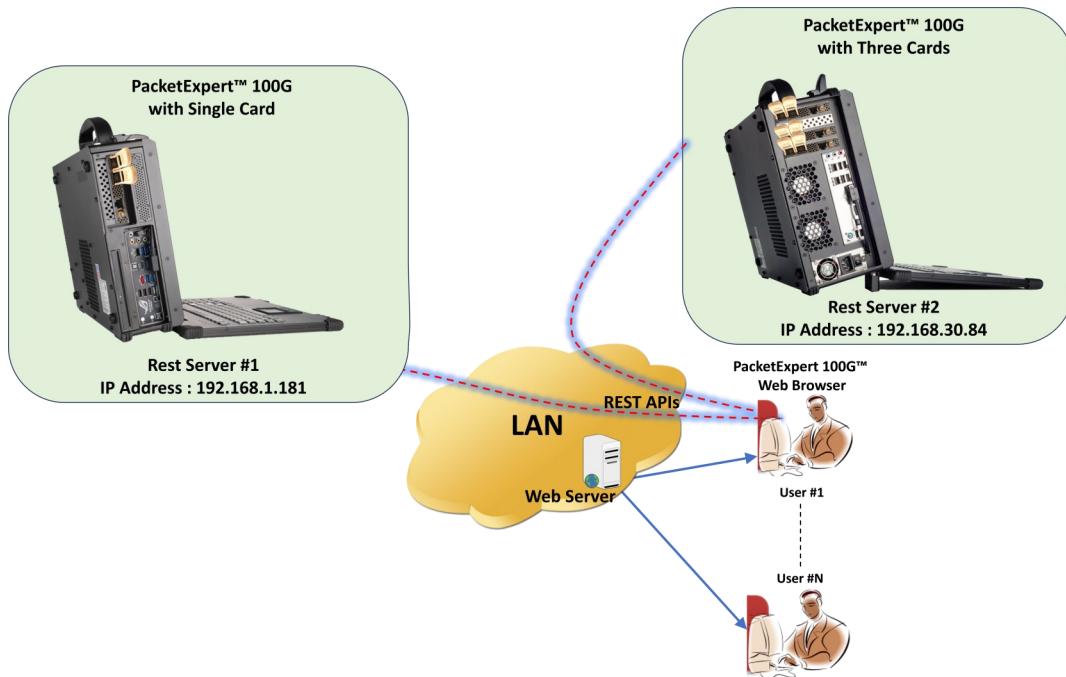 PacketExpert™ 100G
with Single Card
Rest Server #1
IP Address : 192.168.1.181
PacketExpert™ 100G
with Three Cards
Rest Server #2
IP Address : 192.168.30.84
PacketExpert 100G™
Web Browser
REST APIs
LAN
Web Server
User #1
User #N